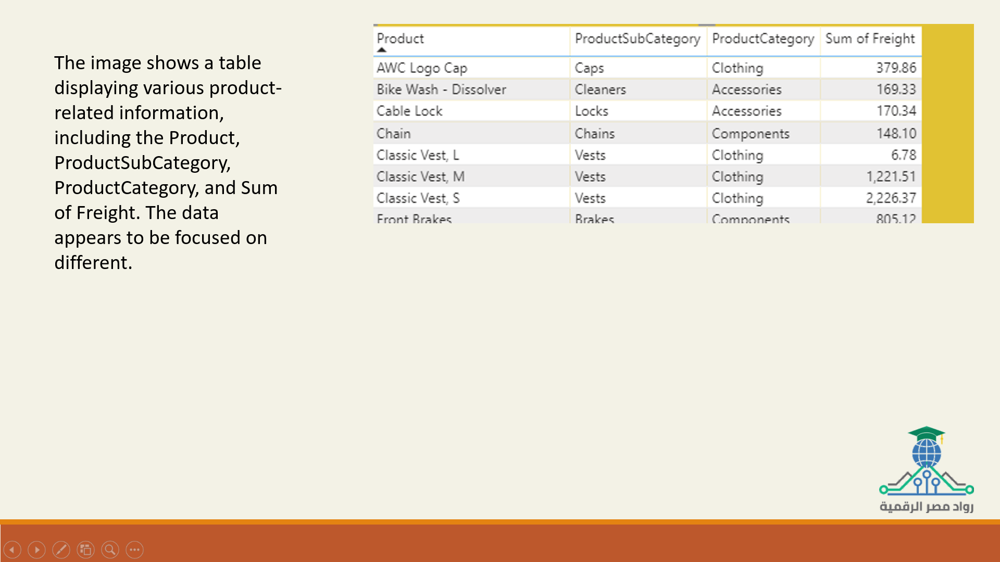 The image shows a table
displaying various product-
related information,
including the Product,
ProductSubCategory,
ProductCategory, and Sum
of Freight. The data
appears to be focused on
different.
Product ProductSubCategory ProductCategory Sum of Freight
AWC Logo Cap Caps Clothing 379.86
Bike Wash - Dissolver Cleaners Accessories 169.33
Cable Lock Locks Accessories 170.34
Chain Chains Components 148.10
Classic Vest, L Vests Clothing 6.78
Classic Vest, M Vests Clothing 1,221.51
Classic Vest, S Vests Clothing 2,226.37
Front Brakes Brakes Components 805.12
رواد مصر الرقمية